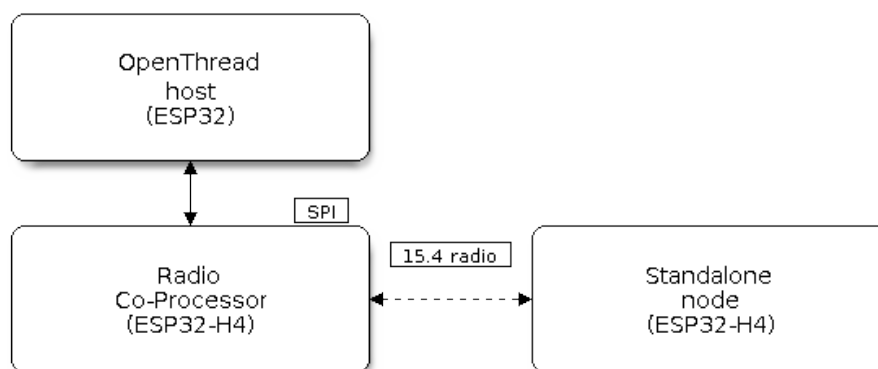 OpenThread
host
(ESP32)
SPI
Radio
Co-Processor
(ESP32-H4)
15.4 radio
Standalone
node
(ESP32-H4)